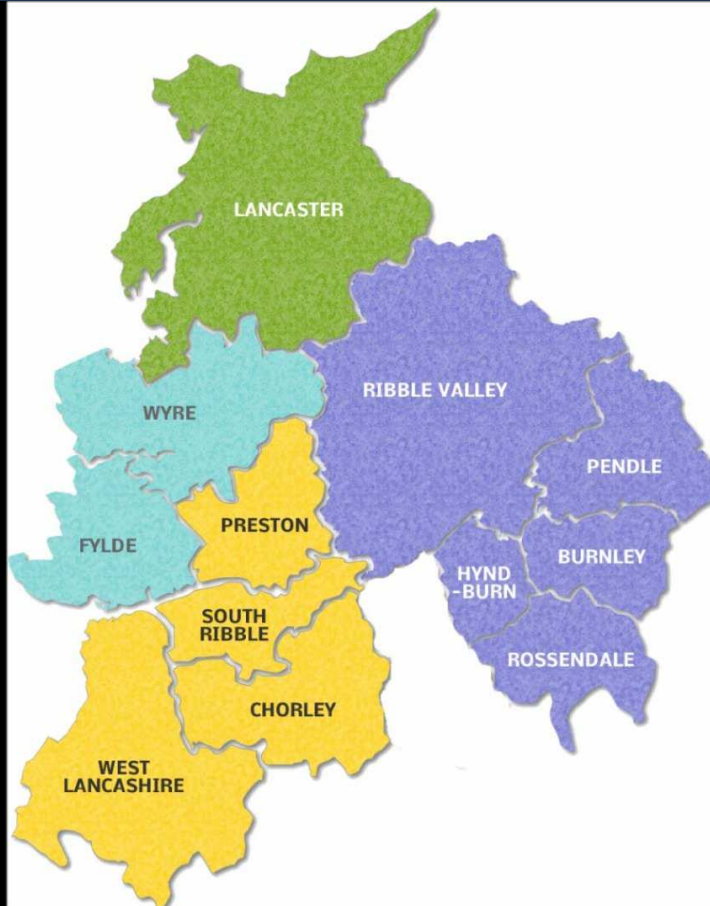 LANCASTER
RIBBLE VALLEY
WYRE
PENDLE
PRESTON
FYLDE
BURNLEY
HYND
-BURN
SOUTH
RIBBLE
ROSSENDALE
CHORLEY
WEST
LANCASHIRE